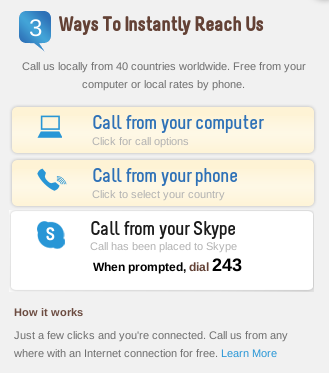 3 Ways To Instantly Reach Us
Call us locally from 40 countries worldwide. Free from your
computer or local rates by phone.
Call from your computer
Click for call options
Call from your phone
Click to select your country
S
Call from your Skype
Call has been placed to Skype
When prompted, dial 243
How it works
Just a few clicks and you're connected. Call us from any
where with an Internet connection for free. Learn More